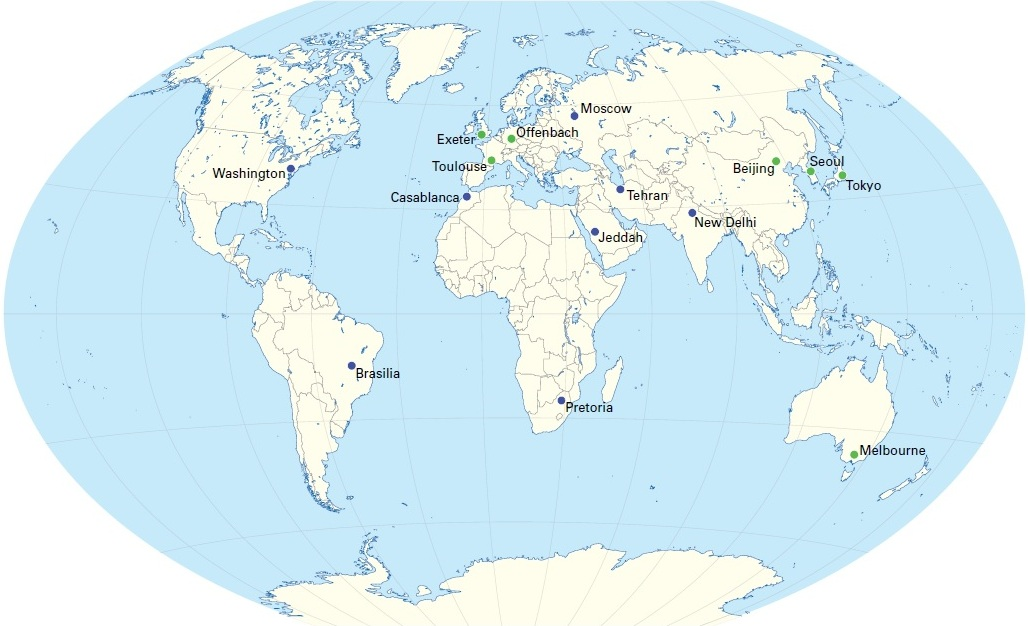 Moscow
Offenbach
Exeter
Toulouse
Washington
Casablanca
Tehran
Beijing
Seoul
Tokyo
New Delhi
Jeddah
Brasilia
Pretoria
Melbourne